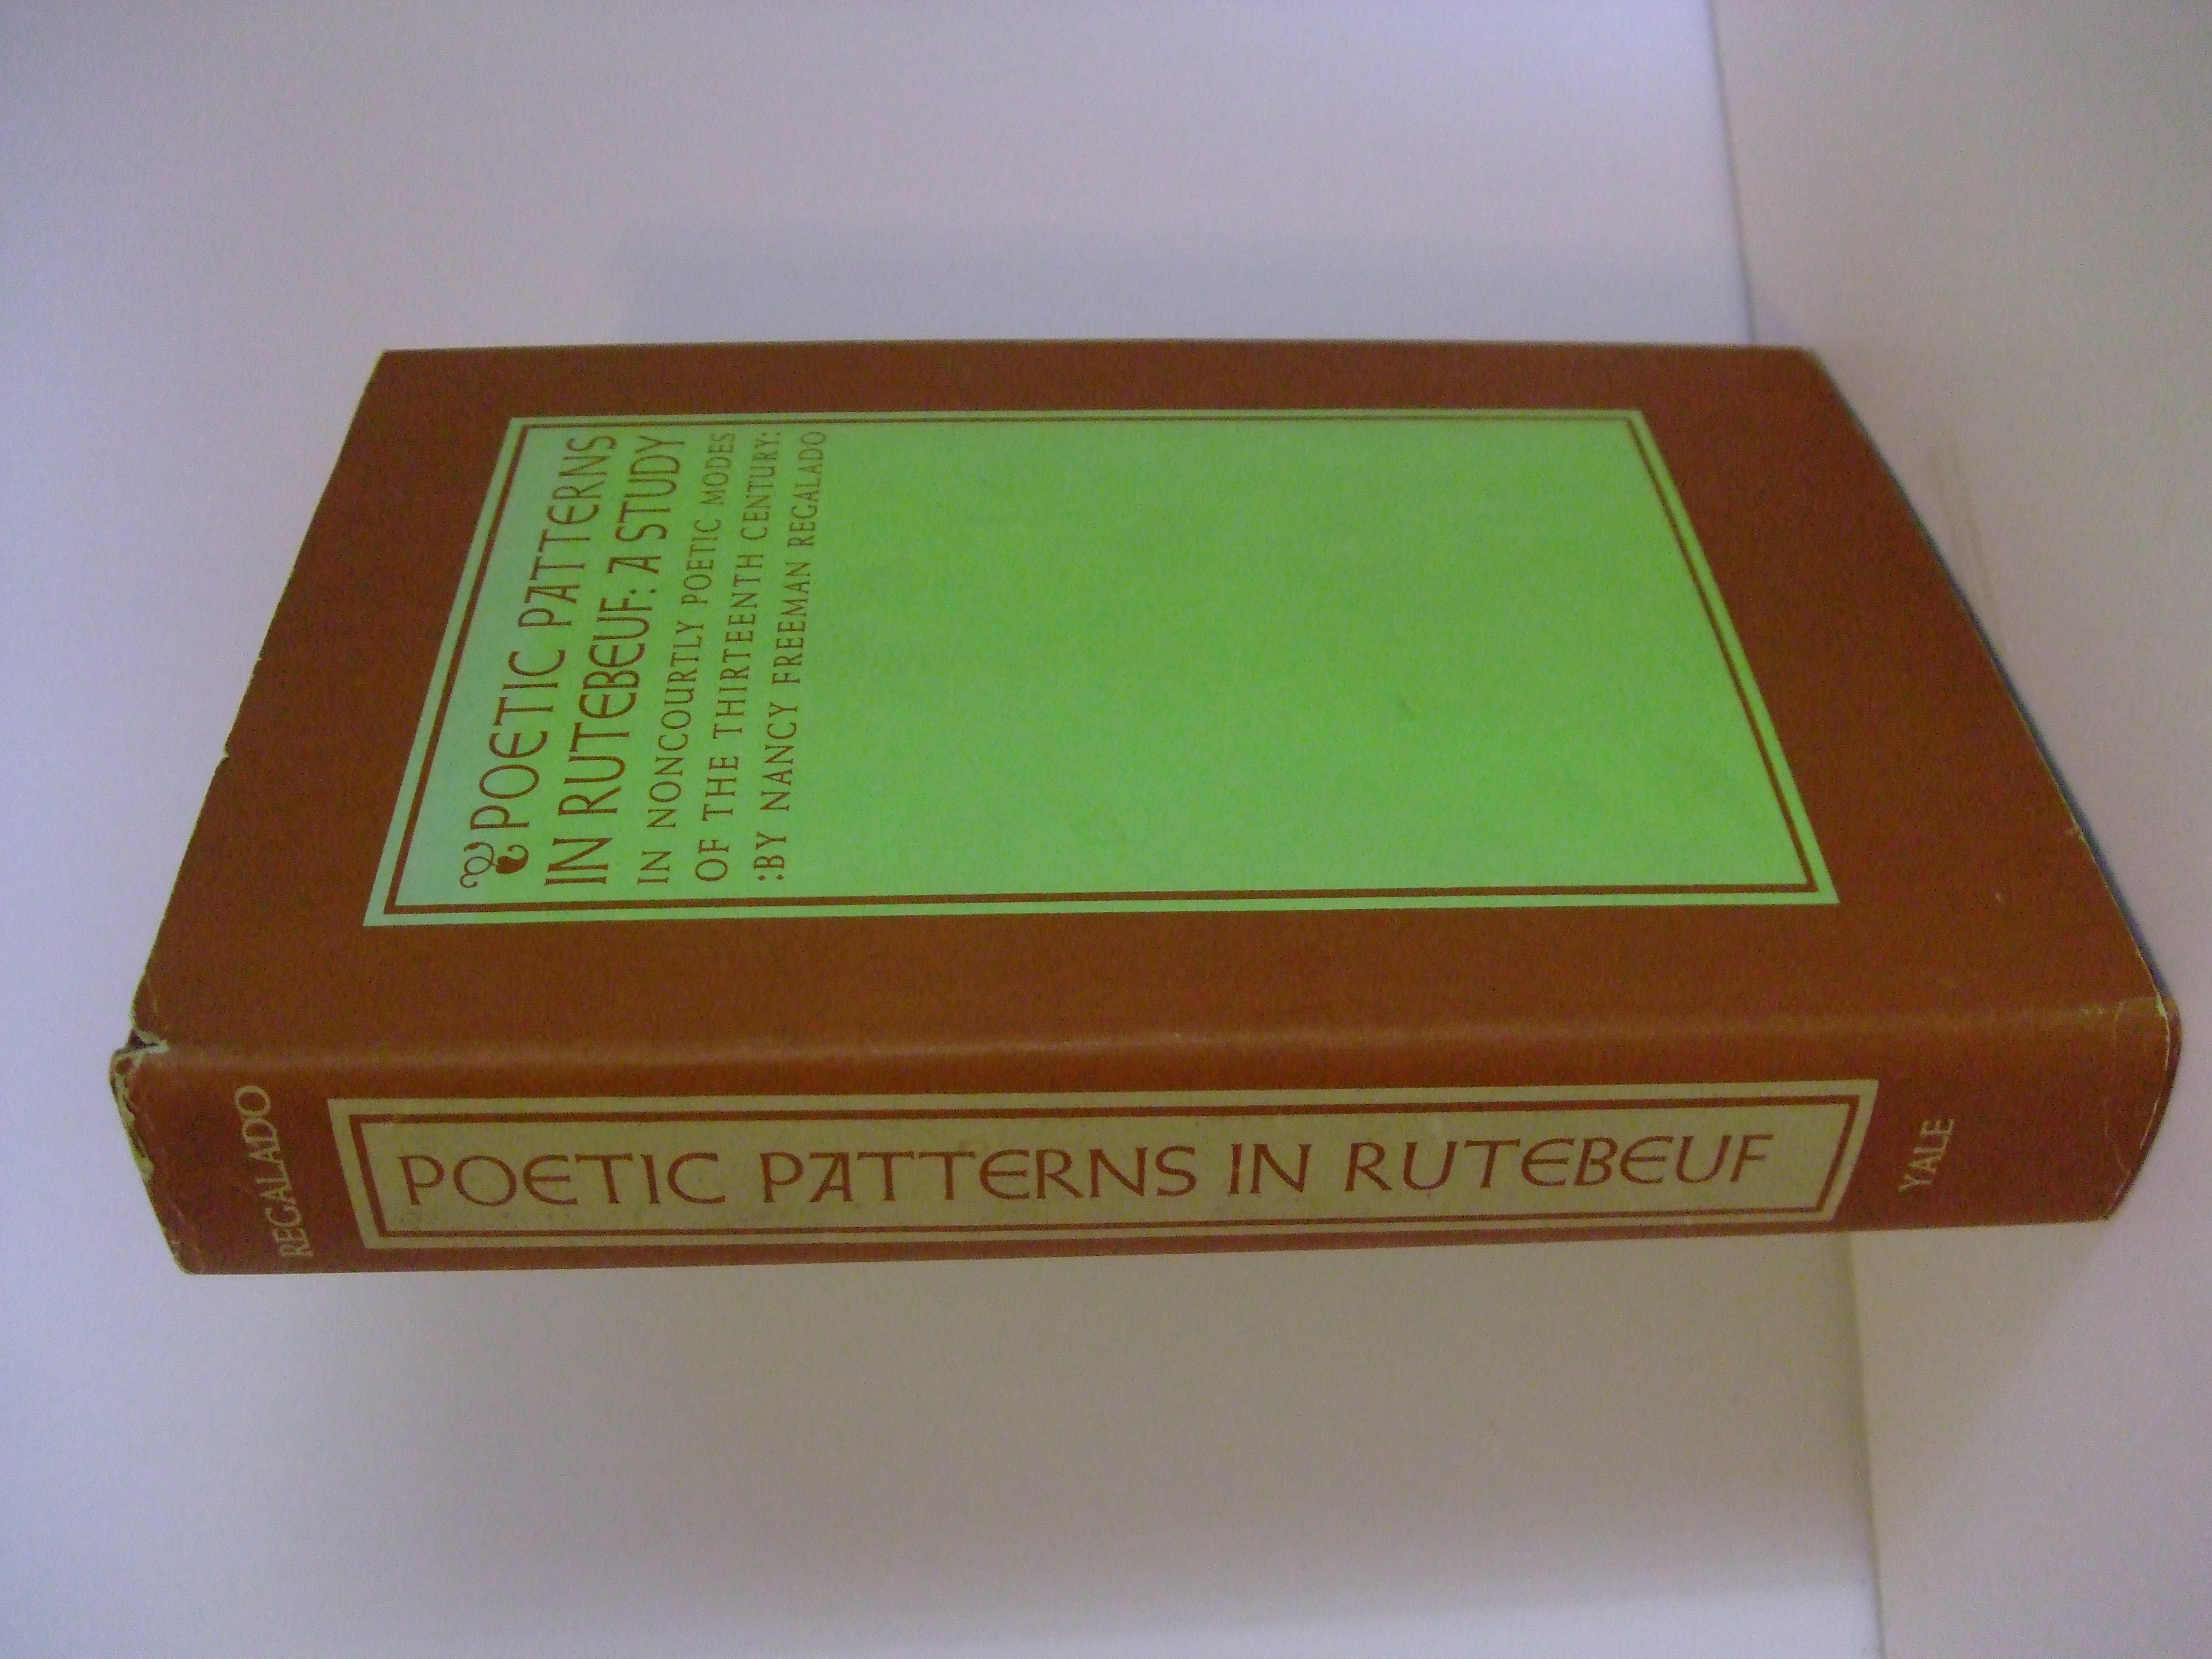 POETIC PATTERNS
IN RUTEBEUF: A STUDY
IN NONCOURTLY POETIC MODES
OF THE THIRTEENTH CENTURY:
:BY NANCY FREEMAN REGALADO
REGALADO
POETIC PATTERNS IN RUTEBEUF
YALE